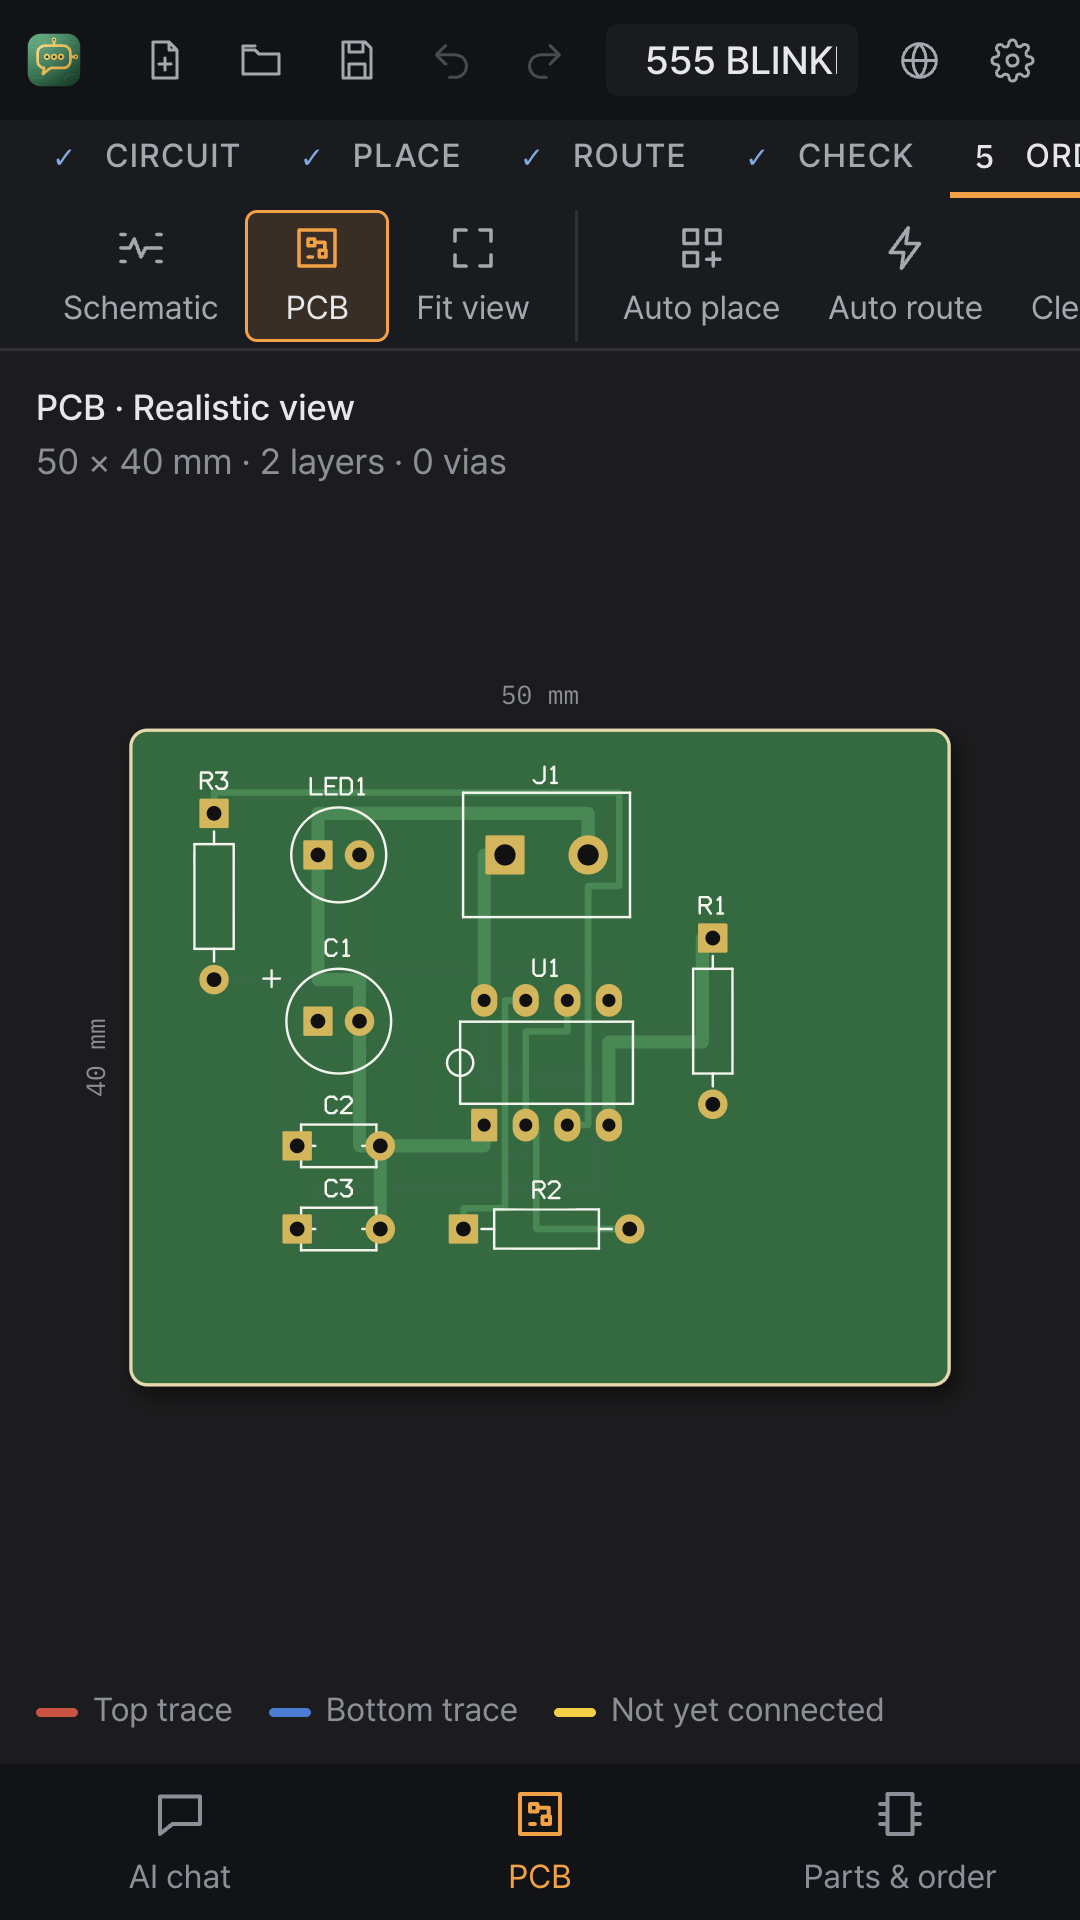 555 BLINK
✓ CIRCUIT ✓ PLACE ✓ ROUTE ✓ CHECK 5 ORD
Schematic PCB Fit view Auto place Auto route Cle
PCB · Realistic view
50 × 40 mm · 2 layers · 0 vias
50 mm
40 mm
R3
LED1
J1
R1
C1
+
U1
C2
C3
R2
Top trace Bottom trace Not yet connected
AI chat PCB Parts & order